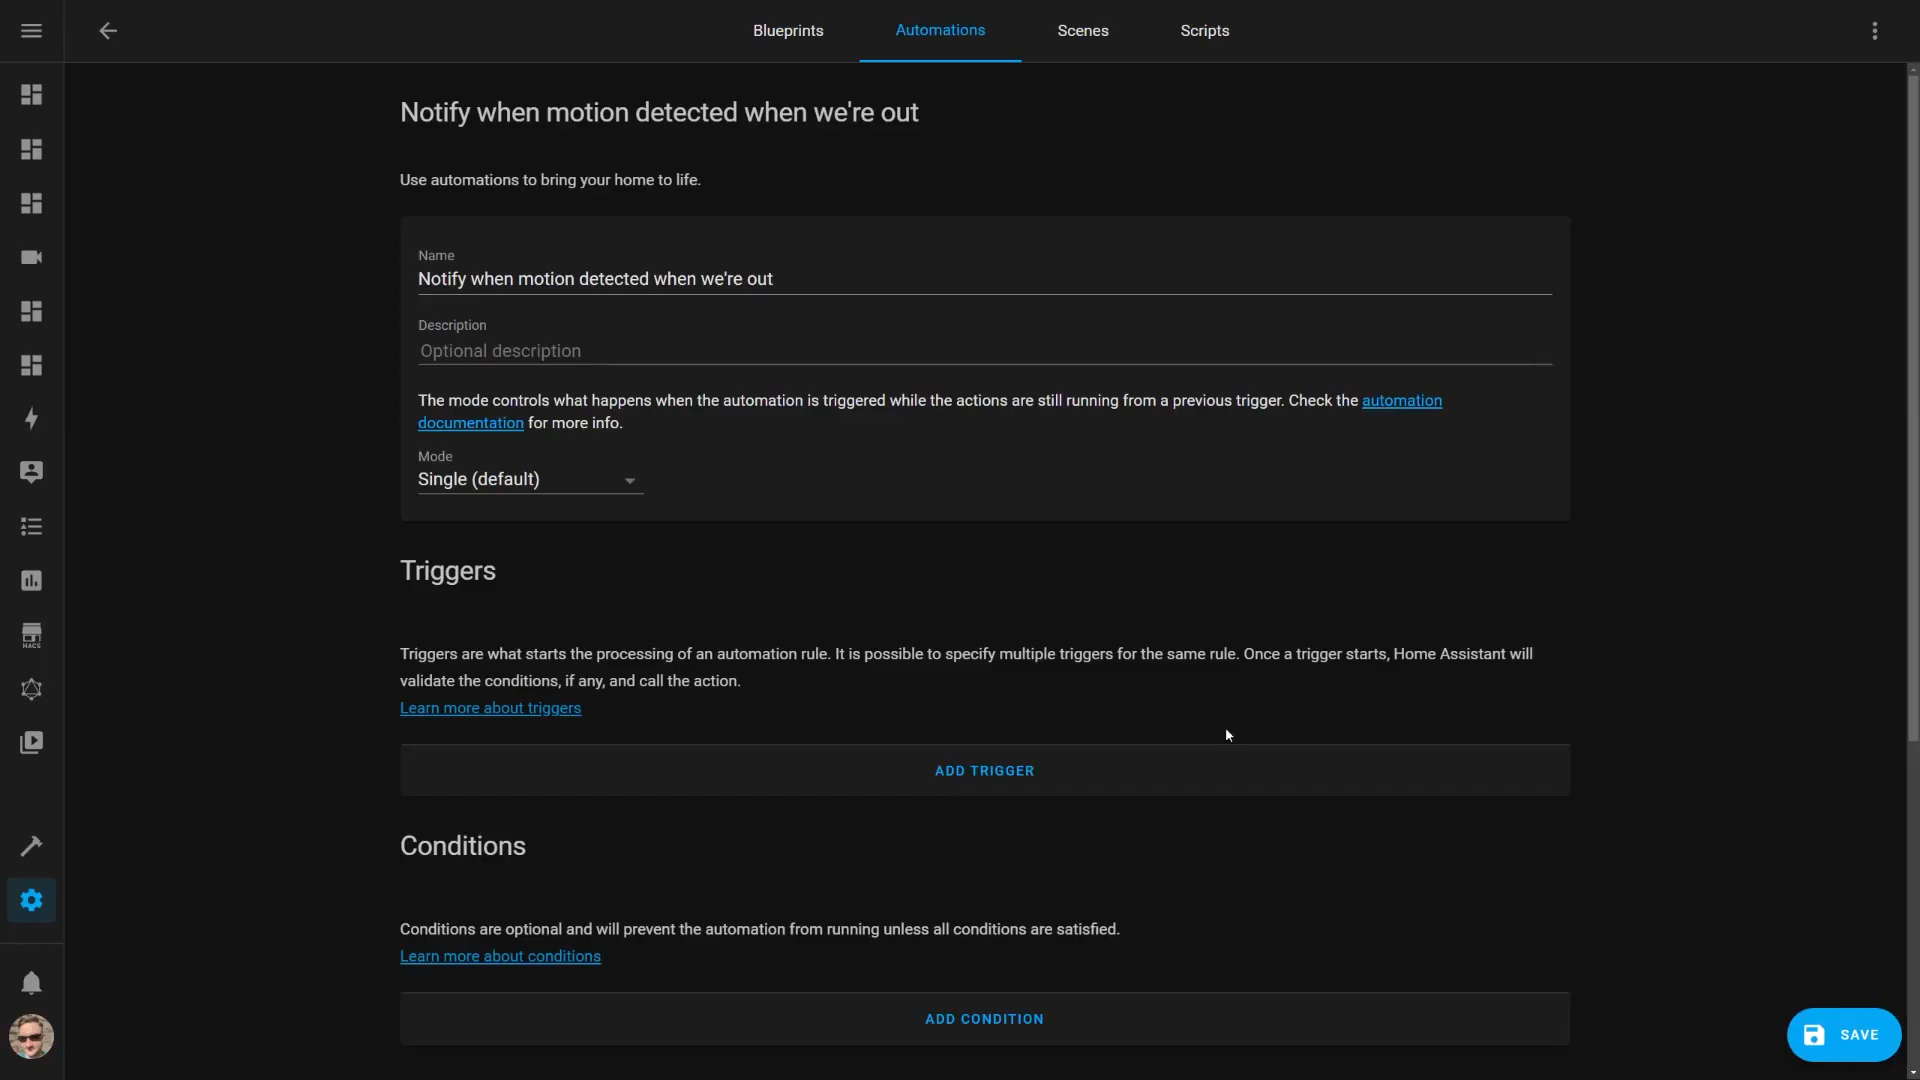 Blueprints
Automations
Scenes
Scripts
Notify when motion detected when we're out
Use automations to bring your home to life.
Name
Notify when motion detected when we're out
Description
Optional description
The mode controls what happens when the automation is triggered while the actions are still running from a previous trigger. Check the automation
documentation for more info.
Mode
Single (default)
Triggers
Triggers are what starts the processing of an automation rule. It is possible to specify multiple triggers for the same rule. Once a trigger starts, Home Assistant will
validate the conditions, if any, and call the action.
Learn more about triggers
ADD TRIGGER
HACS
Conditions
Conditions are optional and will prevent the automation from running unless all conditions are satisfied.
Learn more about conditions
ADD CONDITION
SAVE